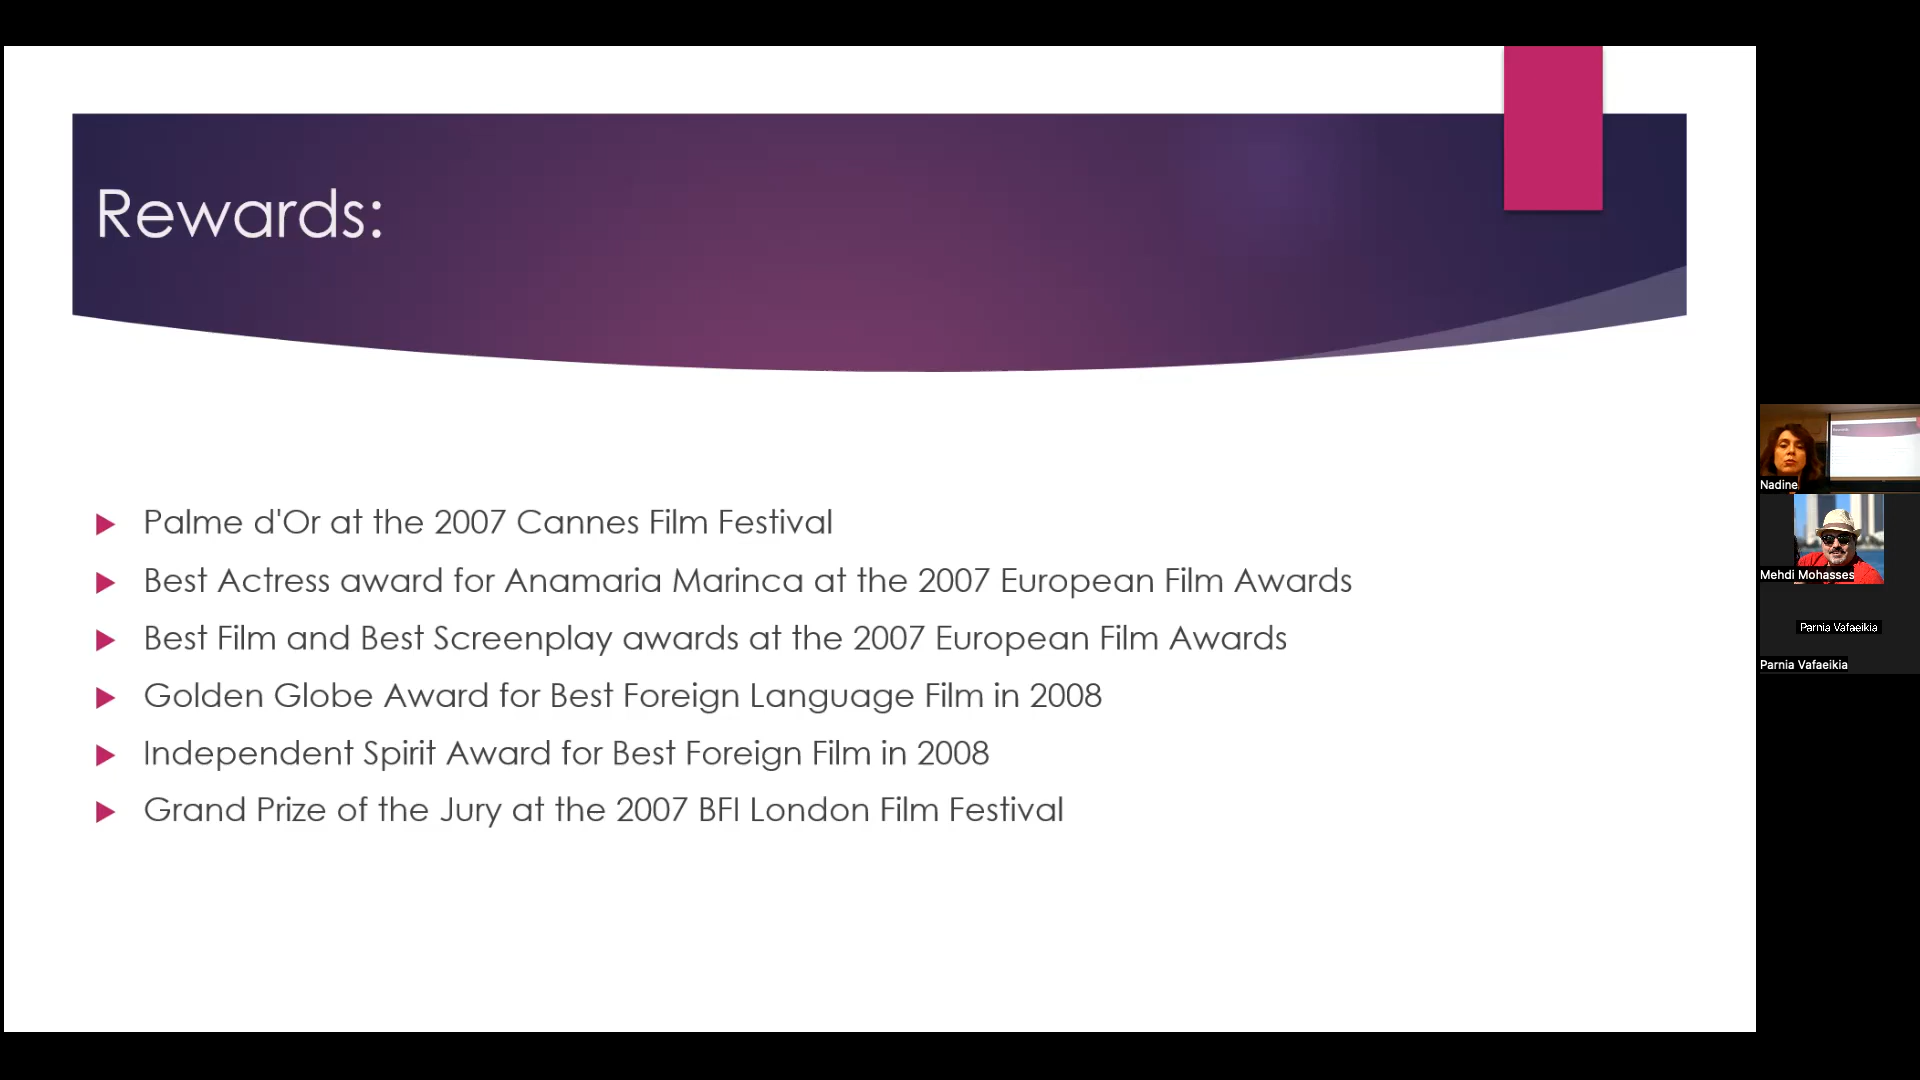 Rewards:
Palme d'Or at the 2007 Cannes Film Festival
Best Actress award for Anamaria Marinca at the 2007 European Film Awards
Best Film and Best Screenplay awards at the 2007 European Film Awards
Golden Globe Award for Best Foreign Language Film in 2008
Independent Spirit Award for Best Foreign Film in 2008
Grand Prize of the Jury at the 2007 BFI London Film Festival
Nadine
Mehdi Mohasses
Parnia Vafaeikia
Parnia Vafaeikia